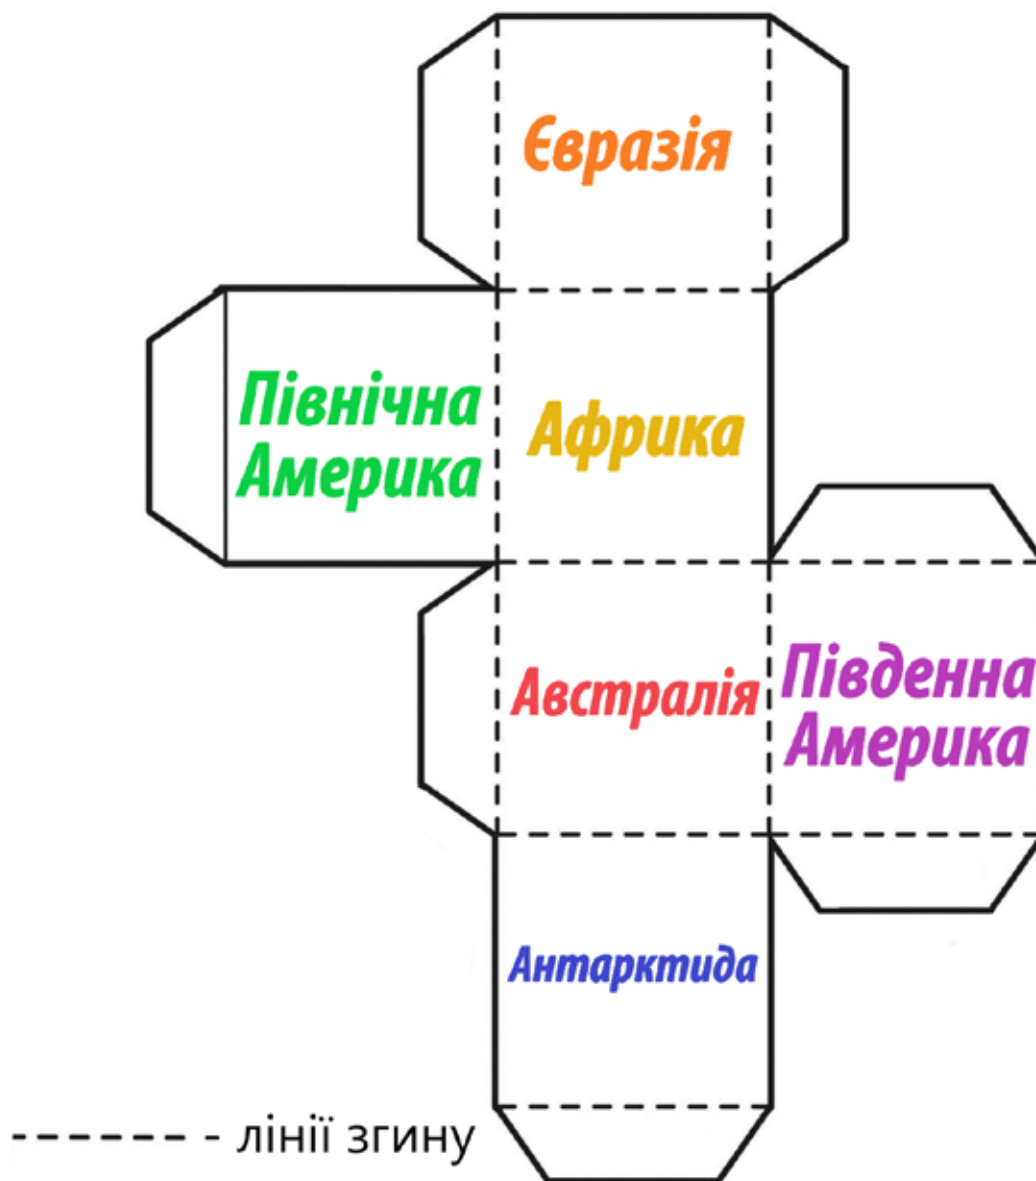 Євразія
Північна
Америка
Африка
Австралія
Південна
Америка
Антарктида
- лінії згину